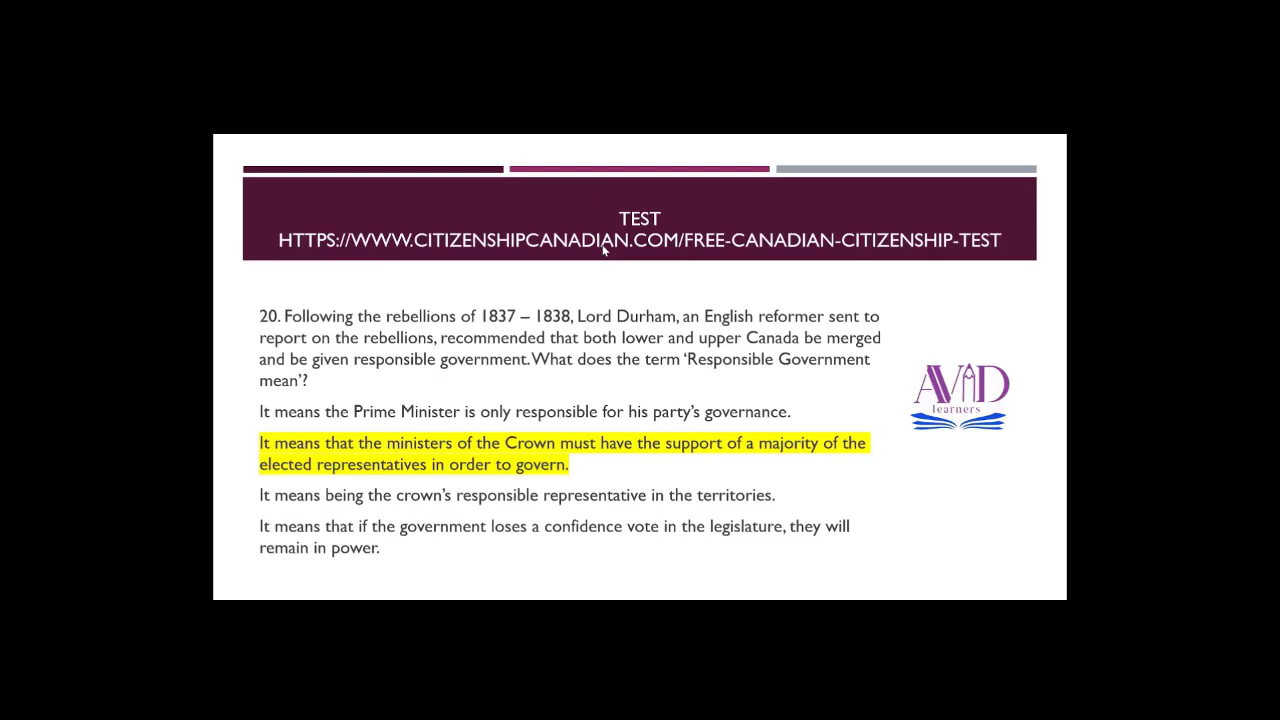 TEST
HTTPS://WWW.CITIZENSHIPCANADIAN.COM/FREE-CANADIAN-CITIZENSHIP-TEST
20. Following the rebellions of 1837 – 1838, Lord Durham, an English reformer sent to
report on the rebellions, recommended that both lower and upper Canada be merged
and be given responsible government. What does the term ‘Responsible Government
mean’?
It means the Prime Minister is only responsible for his party’s governance.
It means that the ministers of the Crown must have the support of a majority of the
elected representatives in order to govern.
It means being the crown’s responsible representative in the territories.
It means that if the government loses a confidence vote in the legislature, they will
remain in power.
AVID
learners